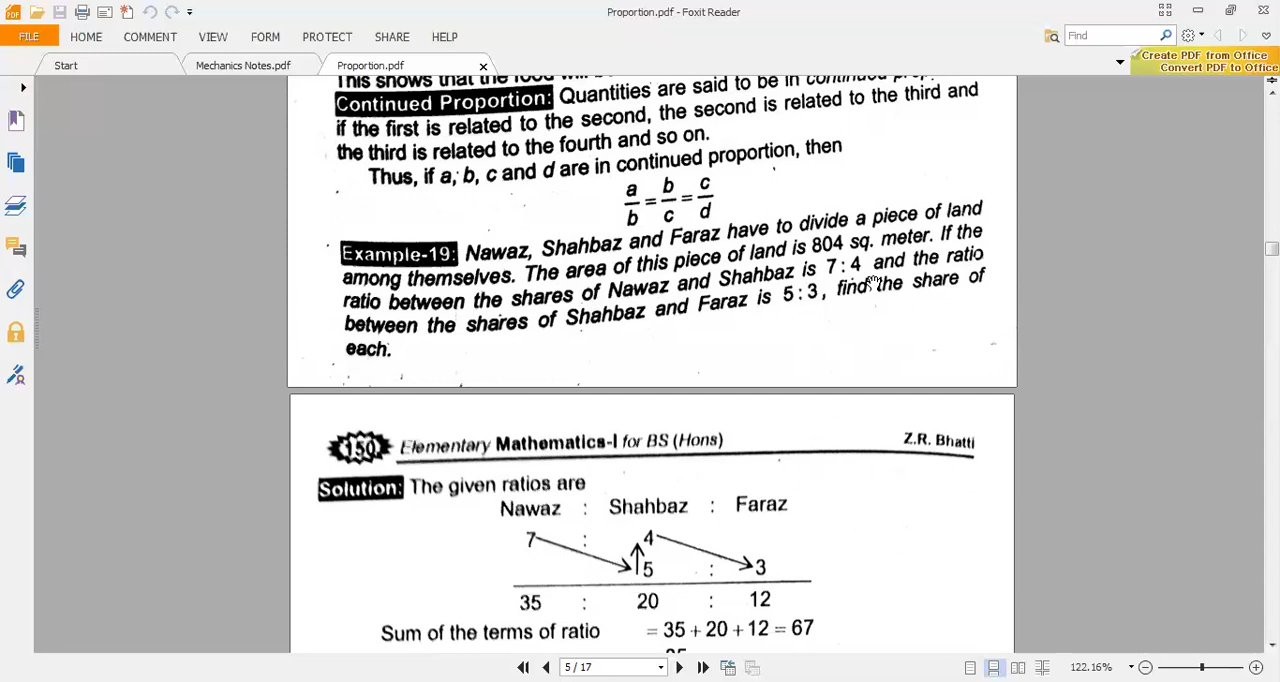 Proportion.pdf - Foxit Reader
FILE HOME COMMENT VIEW FORM PROTECT SHARE HELP
Find
Start Mechanics Notes.pdf Proportion.pdf
Create PDF from Office
Convert PDF to Office
This shows that the food
Continued Proportion: Quantities are said to be in continued prop.
if the first is related to the second, the second is related to the third and
the third is related to the fourth and so on.
Thus, if a, b, c and d are in continued proportion, then
a/b = b/c = c/d
Example-19: Nawaz, Shahbaz and Faraz have to divide a piece of land
among themselves. The area of this piece of land is 804 sq. meter. If the
ratio between the shares of Nawaz and Shahbaz is 7 : 4 and the ratio
between the shares of Shahbaz and Faraz is 5 : 3, find the share of
each.
150 Elementary Mathematics-I for BS (Hons) Z.R. Bhatti
Solution: The given ratios are
Nawaz : Shahbaz : Faraz
7 : 4
5 : 3
35 : 20 : 12
Sum of the terms of ratio = 35 + 20 + 12 = 67
5 / 17
122.16%